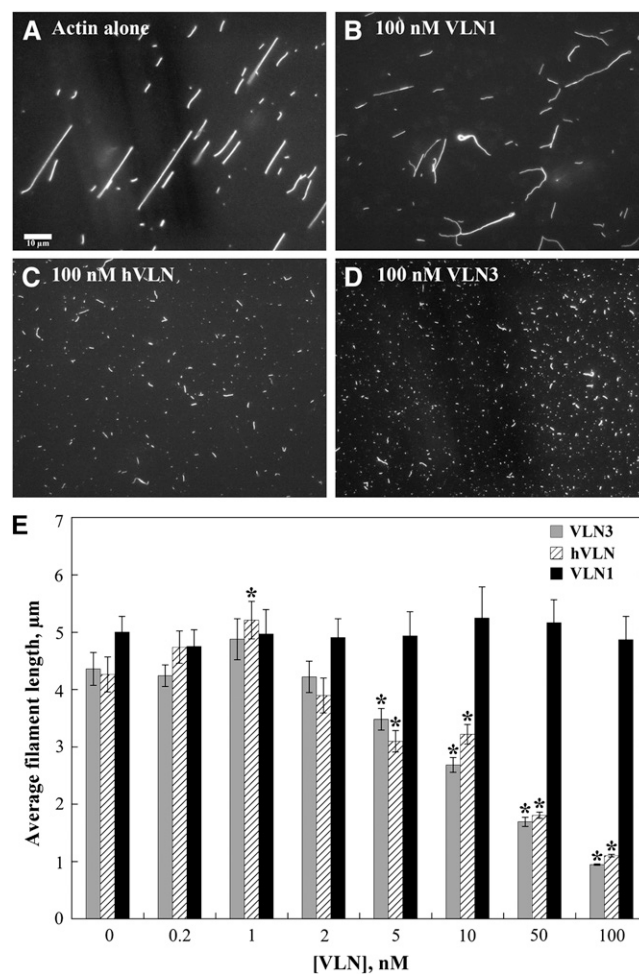 A Actin alone
B 100 nM VLN1
10 µm
C 100 nM hVLN
D 100 nM VLN3
E
7
6
5
4
3
2
1
0
Average filament length, µm
VLN3
hVLN
VLN1
*
* *
* *
* *
* *
0 0.2 1 2 5 10 50 100
[VLN], nM